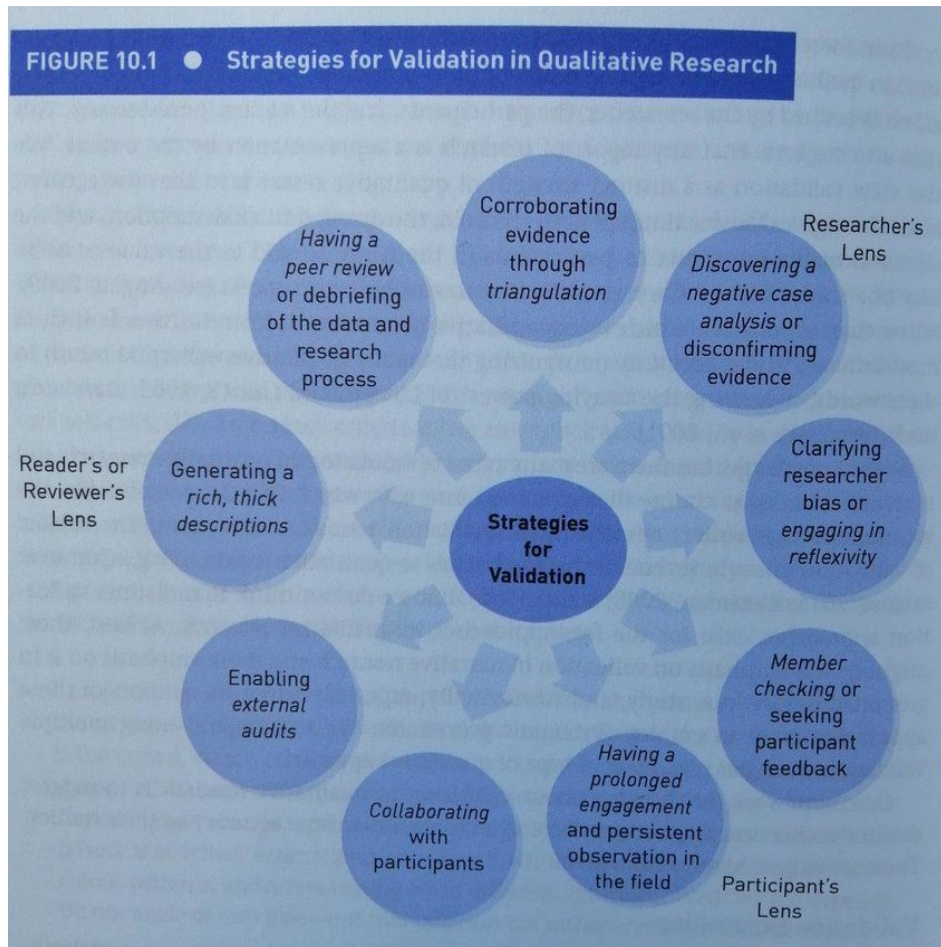 FIGURE 10.1 ● Strategies for Validation in Qualitative Research
Corroborating
evidence
through
triangulation
Researcher's
Lens
Discovering a
negative case
analysis or
disconfirming
evidence
Clarifying
researcher
bias or
engaging in
reflexivity
Member
checking or
seeking
participant
feedback
Participant's
Lens
Having a
prolonged
engagement
and persistent
observation in
the field
Collaborating
with
participants
Enabling
external
audits
Reader's or
Reviewer's
Lens
Generating a
rich, thick
descriptions
Having a
peer review
or debriefing
of the data and
research
process
Strategies
for
Validation